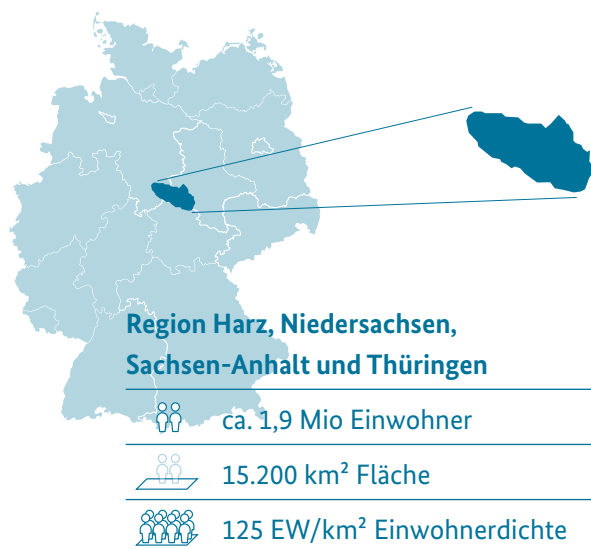 Region Harz, Niedersachsen,
Sachsen-Anhalt und Thüringen
ca. 1,9 Mio Einwohner
15.200 km² Fläche
125 EW/km² Einwohnerdichte